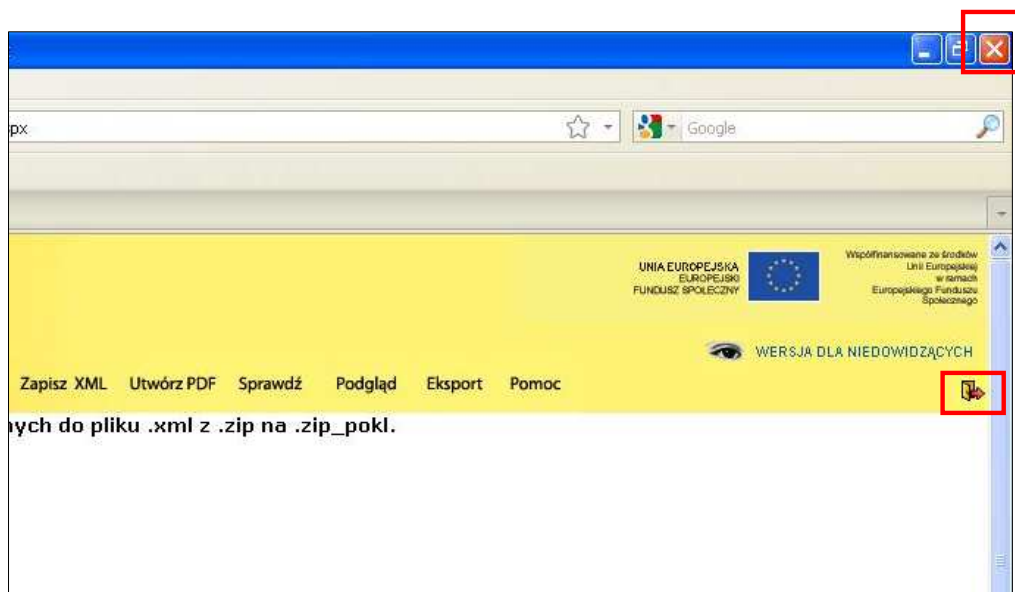 px
Google
UNIA EUROPEJSKA
EUROPEJSKI
FUNDUSZ SPOŁECZNY
Współfinansowane ze środków
Unii Europejskiej
w ramach
Europejskiego Funduszu
Społecznego
WERSJA DLA NIEDOWIDZĄCYCH
Zapisz XML Utwórz PDF Sprawdź Podgląd Eksport Pomoc
ych do pliku .xml z .zip na .zip_pokl.